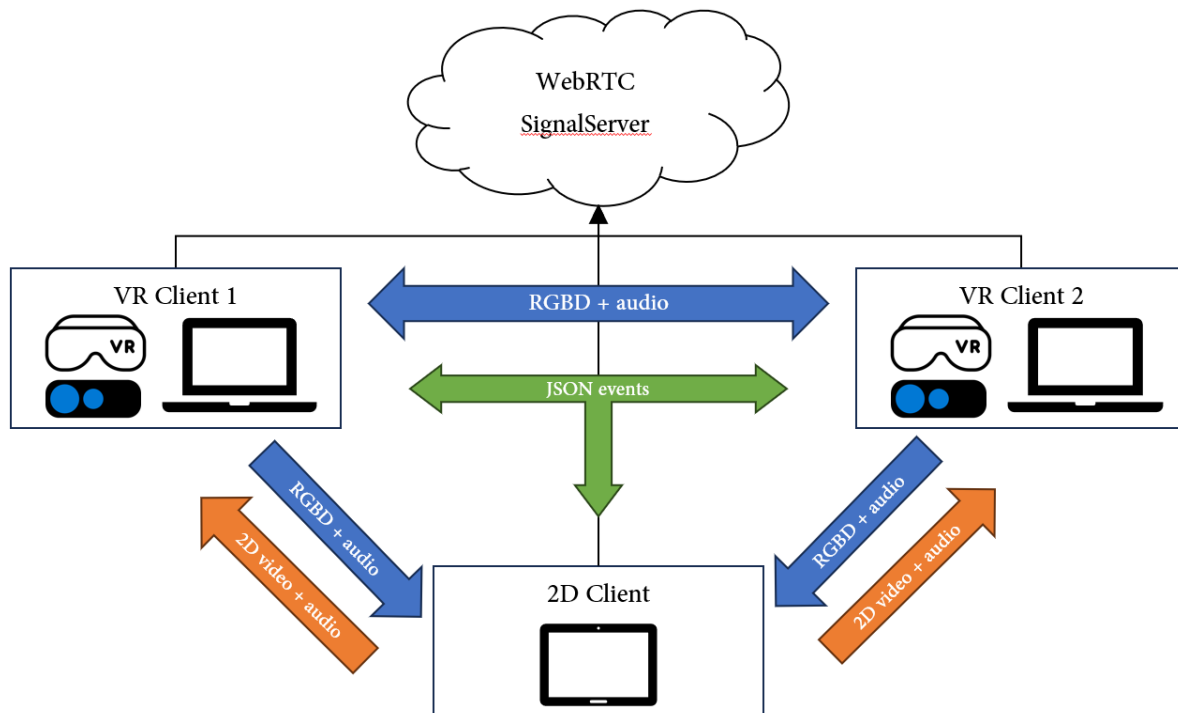 WebRTC
SignalServer
VR Client 1
VR
RGBD + audio
VR Client 2
VR
JSON events
RGBD + audio
2D video + audio
RGBD + audio
2D video + audio
2D Client